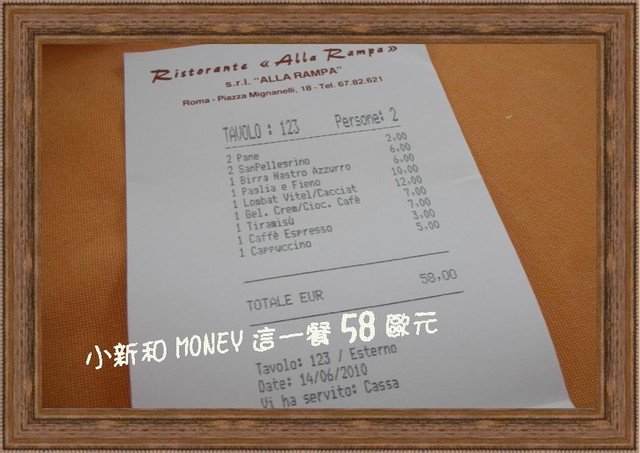 Ristorante «Alla Rampa»
s.r.l. "ALLA RAMPA"
Roma - Piazza Mignanelli, 18 - Tel. 67.82.621
TAVOLO : 123 Persone: 2
2 Pane 2,00
2 SanPellegrino 6,00
1 Birra Nastro Azzurro 6,00
1 Paglia e Fieno 10,00
1 Lombat Vitel/Cacciat 12,00
1 Gel. Crem/Cioc. Cafè 7,00
1 Tiramisù 7,00
1 Caffè Espresso 3,00
1 Cappuccino 5,00
TOTALE EUR 58,00
小新和 MONEY 這一餐 58 歐元
Tavolo: 123 / Esterno
Date: 14/06/2010
Vi ha servito: Cassa